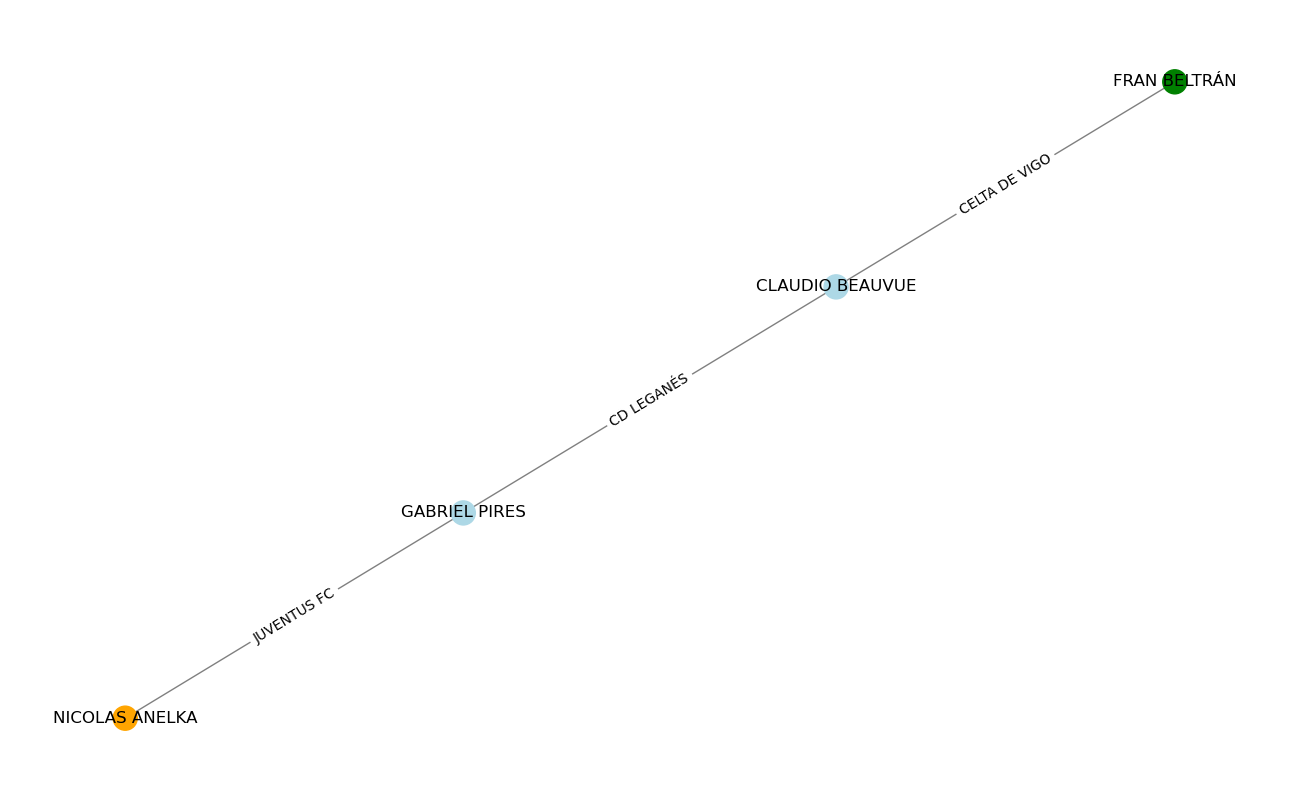 FRAN BELTRÁN
CELTA DE VIGO
CLAUDIO BEAUVUE
CD LEGANÉS
GABRIEL PIRES
JUVENTUS FC
NICOLAS ANELKA